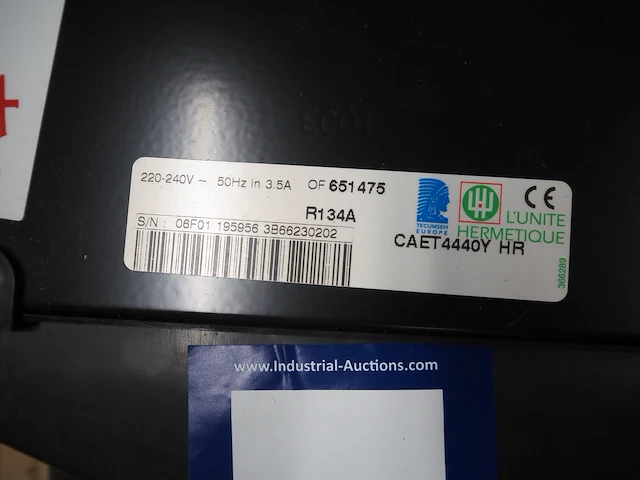 220-240V ~ 50Hz In 3.5A OF 651475
R134A
S/N : 06F01 195956 3B66230202
TECUMSEH
EUROPE
CE
L'UNITE
HERMETIQUE
CAET4440Y HR
366289
www.Industrial-Auctions.com